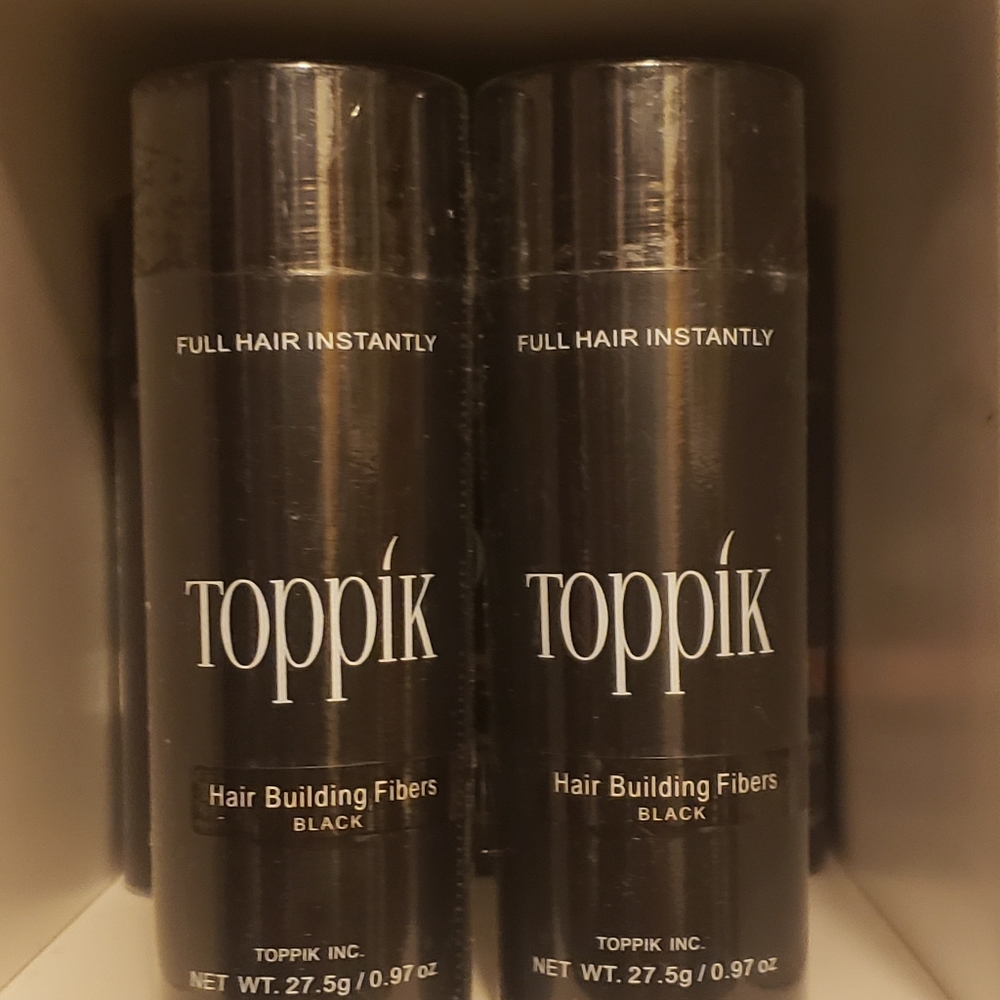 FULL HAIR INSTANTLY
Toppik
Hair Building Fibers
BLACK
TOPPIK INC.
NET WT. 27.5g / 0.97 oz
FULL HAIR INSTANTLY
Toppik
Hair Building Fibers
BLACK
TOPPIK INC.
NET WT. 27.5g / 0.97 oz